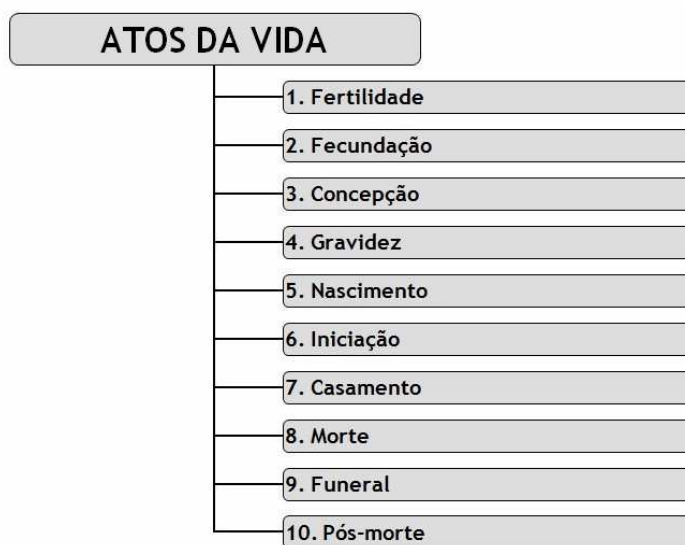 ATOS DA VIDA
1. Fertilidade
2. Fecundação
3. Concepção
4. Gravidez
5. Nascimento
6. Iniciação
7. Casamento
8. Morte
9. Funeral
10. Pós-morte